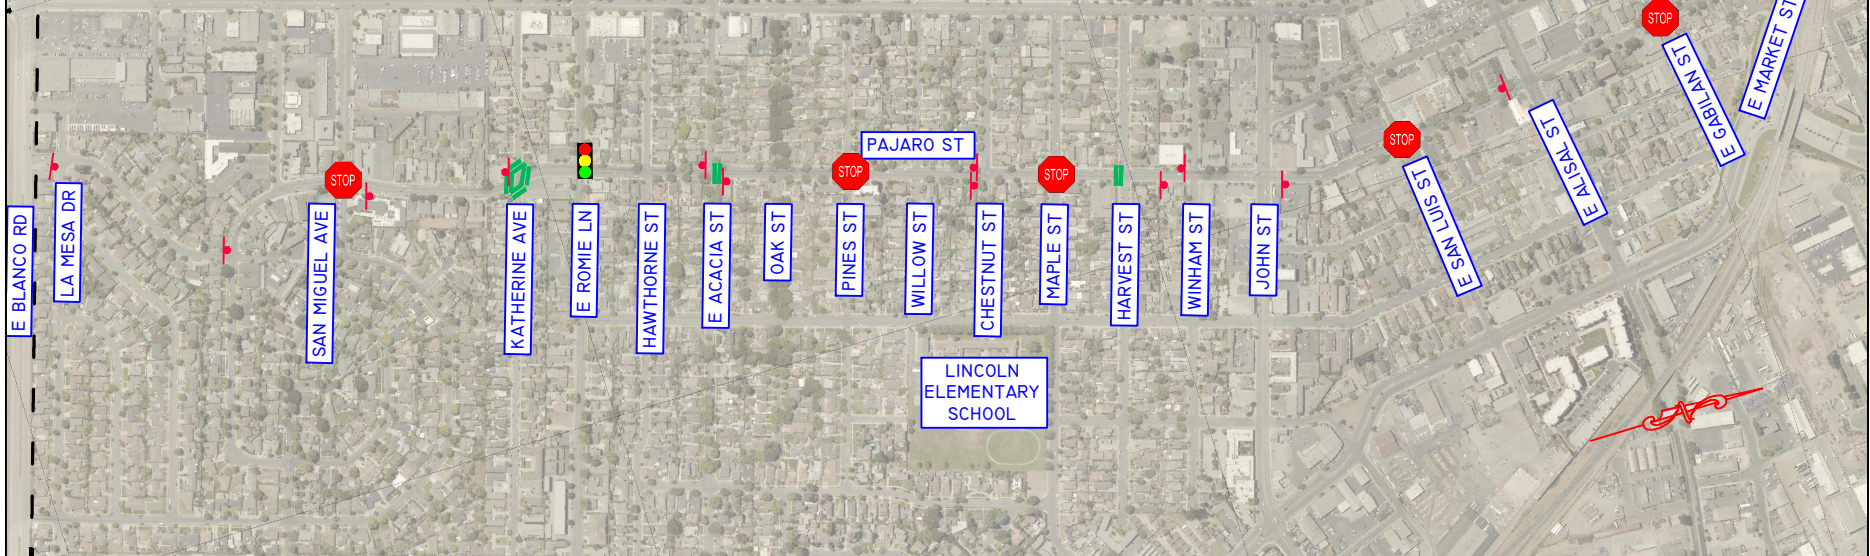 STOP
E MARKET ST
E GABILAN ST
E ALISAL ST
STOP
E SAN LUIS ST
PAJARO ST
STOP
STOP
STOP
E BLANCO RD
LA MESA DR
SAN MIGUEL AVE
KATHERINE AVE
E ROMIE LN
HAWTHORNE ST
E ACACIA ST
OAK ST
PINES ST
WILLOW ST
CHESTNUT ST
MAPLE ST
HARVEST ST
WINHAM ST
JOHN ST
LINCOLN
ELEMENTARY
SCHOOL